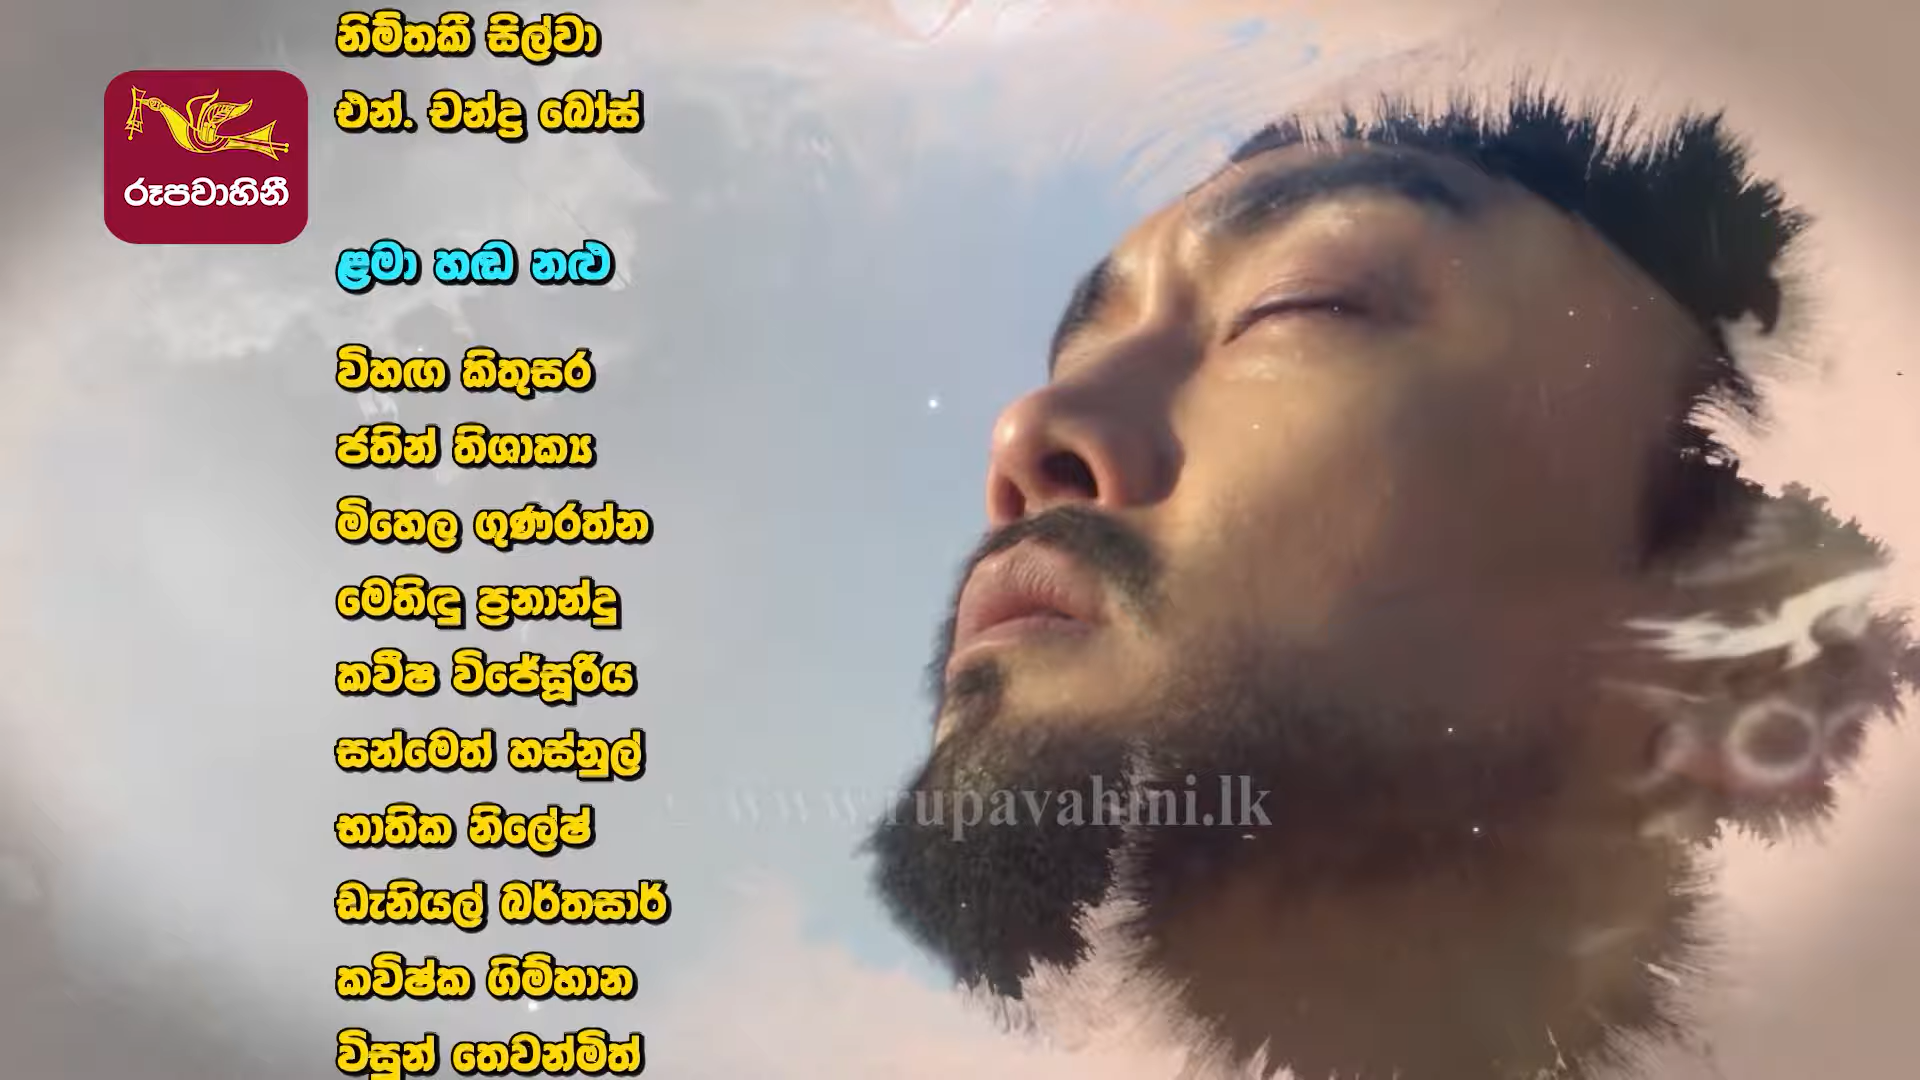 නිම්තකී සිල්වා
එන්. චන්ද්‍ර බෝස්
රූපවාහිනී
ළමා හඬ නළු
විහඟ කිතුසර
ජතින් තිශාක්‍ය
මිහෙල ගුණරත්න
මෙතිඳු ප්‍රනාන්දු
කවීෂ විජේසූරිය
සන්මෙත් හස්නුල්
භාතික නිලේෂ්
ඩැනියල් බර්තසාර්
කවිෂ්ක ගිම්හාන
විසූන් තෙවන්මිත්
www.rupavahini.lk